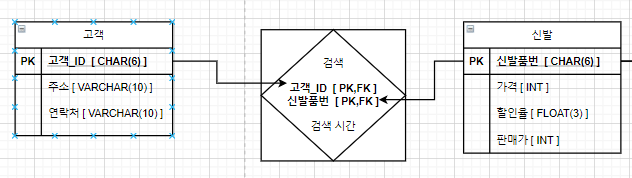 고객
PK 고객_ID [ CHAR(6) ]
주소 [ VARCHAR(10) ]
연락처 [ VARCHAR(10) ]
검색
고객_ID [ PK,FK ]
신발품번 [ PK,FK ]
검색 시간
신발
PK 신발품번 [ CHAR(6) ]
가격 [ INT ]
할인율 [ FLOAT(3) ]
판매가 [ INT ]